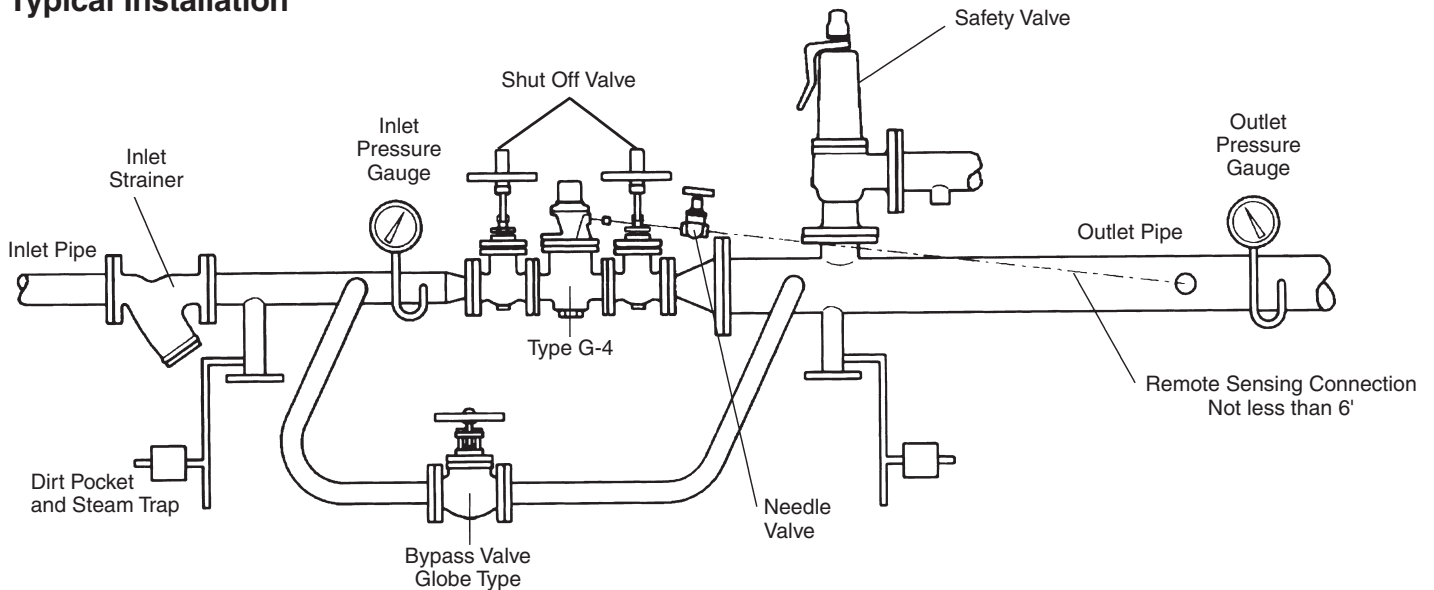 Typical Installation
Safety Valve
Shut Off Valve
Inlet
Pressure
Gauge
Outlet
Pressure
Gauge
Inlet
Strainer
Inlet Pipe
Outlet Pipe
Type G-4
Remote Sensing Connection
Not less than 6'
Dirt Pocket
and Steam Trap
Needle
Valve
Bypass Valve
Globe Type